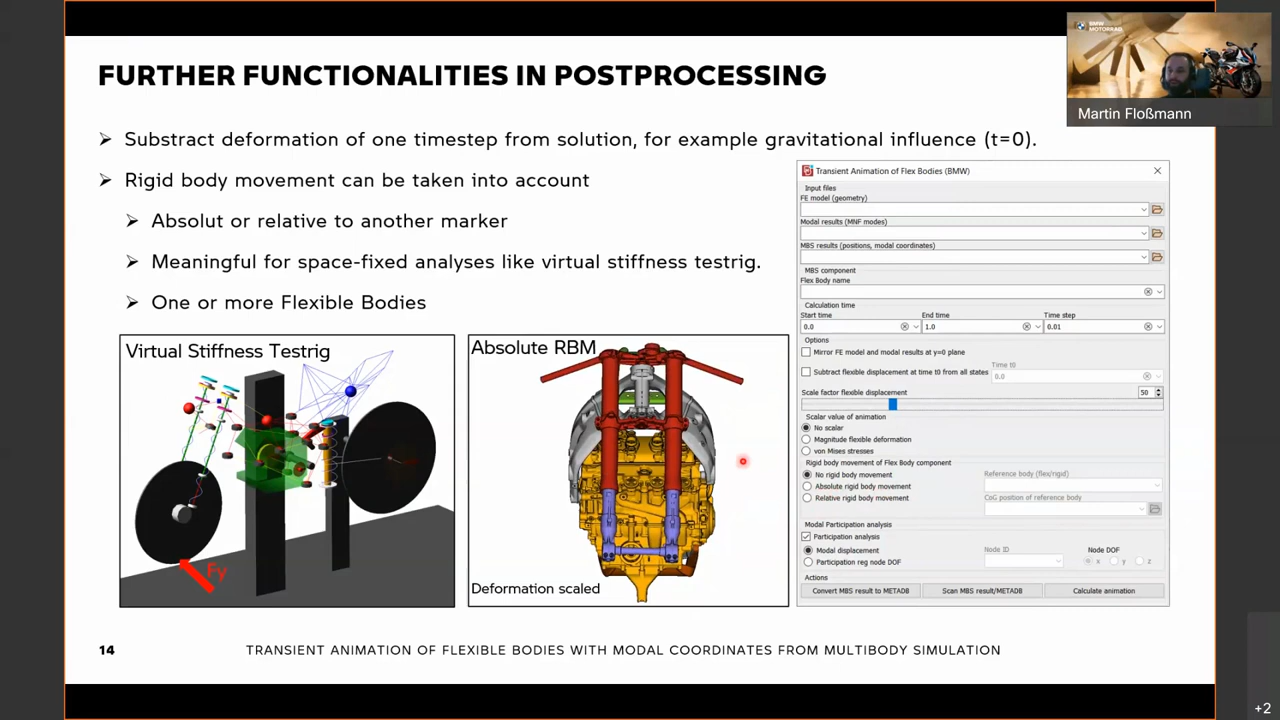 FURTHER FUNCTIONALITIES IN POSTPROCESSING
BMW
MOTORRAD
Martin Floßmann
Substract deformation of one timestep from solution, for example gravitational influence (t=0).
Rigid body movement can be taken into account
Absolut or relative to another marker
Meaningful for space-fixed analyses like virtual stiffness testrig.
One or more Flexible Bodies
Virtual Stiffness Testrig
Fy
Absolute RBM
Deformation scaled
Transient Animation of Flex Bodies (BMW)
Input files
FE model (geometry)
Modal results (MNF modes)
MBS results (positions, modal coordinates)
MBS component
Flex Body name
Calculation time
Start time End time Time step
0.0 1.0 0.01
Options
Mirror FE model and modal results at y=0 plane
Subtract flexible displacement at time t0 from all states
Time t0
0.0
Scale factor flexible displacement
50
Scalar value of animation
No scalar
Magnitude flexible deformation
von Mises stresses
Rigid body movement of Flex Body component
No rigid body movement
Absolute rigid body movement
Relative rigid body movement
Reference body (flex/rigid)
CoG position of reference body
Modal Participation analysis
Participation analysis
Modal displacement
Participation reg node DOF
Node ID
Node DOF
x y z
Actions
Convert MBS result to METADB Scan MBS result/METADB Calculate animation
14 TRANSIENT ANIMATION OF FLEXIBLE BODIES WITH MODAL COORDINATES FROM MULTIBODY SIMULATION
+2